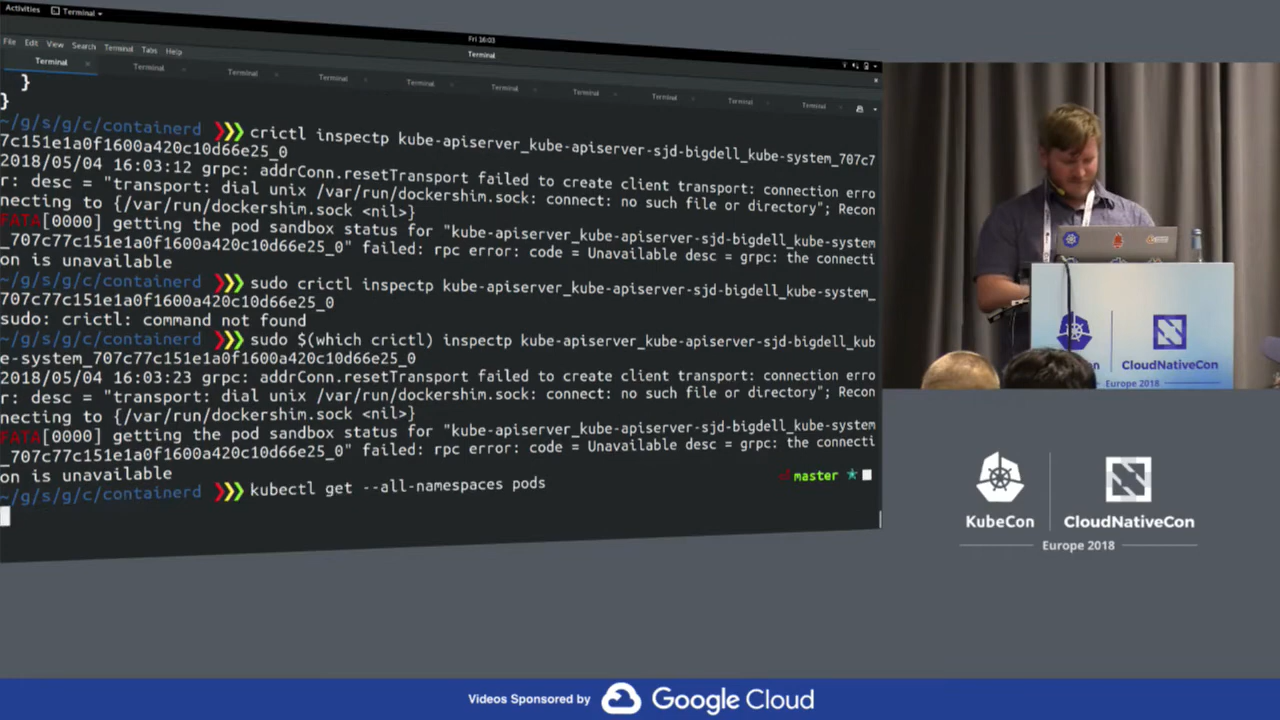 Activities
Terminal
Fri 16:03
Terminal
File Edit View Search Terminal Tabs Help
Terminal Terminal Terminal Terminal Terminal Terminal Terminal Terminal Terminal Terminal
}
}
~/g/s/g/c/containerd ❯❯❯ crictl inspectp kube-apiserver_kube-apiserver-sjd-bigdell_kube-system_707c7
7c151e1a0f1600a420c10d66e25_0
2018/05/04 16:03:12 grpc: addrConn.resetTransport failed to create client transport: connection erro
r: desc = "transport: dial unix /var/run/dockershim.sock: connect: no such file or directory"; Recon
necting to {/var/run/dockershim.sock <nil>}
FATA[0000] getting the pod sandbox status for "kube-apiserver_kube-apiserver-sjd-bigdell_kube-system
_707c77c151e1a0f1600a420c10d66e25_0" failed: rpc error: code = Unavailable desc = grpc: the connecti
on is unavailable
~/g/s/g/c/containerd ❯❯❯ sudo crictl inspectp kube-apiserver_kube-apiserver-sjd-bigdell_kube-system_
707c77c151e1a0f1600a420c10d66e25_0
sudo: crictl: command not found
~/g/s/g/c/containerd ❯❯❯ sudo $(which crictl) inspectp kube-apiserver_kube-apiserver-sjd-bigdell_kub
e-system_707c77c151e1a0f1600a420c10d66e25_0
2018/05/04 16:03:23 grpc: addrConn.resetTransport failed to create client transport: connection erro
r: desc = "transport: dial unix /var/run/dockershim.sock: connect: no such file or directory"; Recon
necting to {/var/run/dockershim.sock <nil>}
FATA[0000] getting the pod sandbox status for "kube-apiserver_kube-apiserver-sjd-bigdell_kube-system
_707c77c151e1a0f1600a420c10d66e25_0" failed: rpc error: code = Unavailable desc = grpc: the connecti
on is unavailable
master
~/g/s/g/c/containerd ❯❯❯ kubectl get --all-namespaces pods
CloudNativeCon
Europe 2018
KubeCon
CloudNativeCon
Europe 2018
Videos Sponsored by Google Cloud